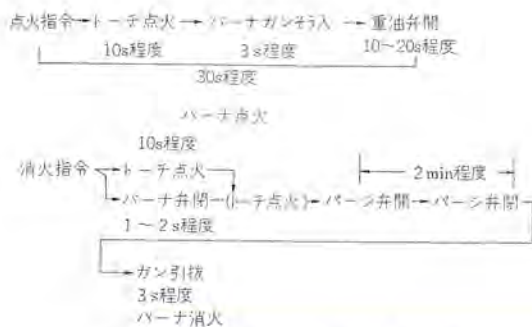 点火指令→トーチ点火→バーナガンそう入→重油弁開
10s程度 3s程度 10~20s程度
30s程度
バーナ点火
10s程度
消火指令→トーチ点火 2min程度
バーナ弁閉→(トーチ点火)→パージ弁開→パージ弁閉
1~2s程度
ガン引抜
3s程度
バーナ消火